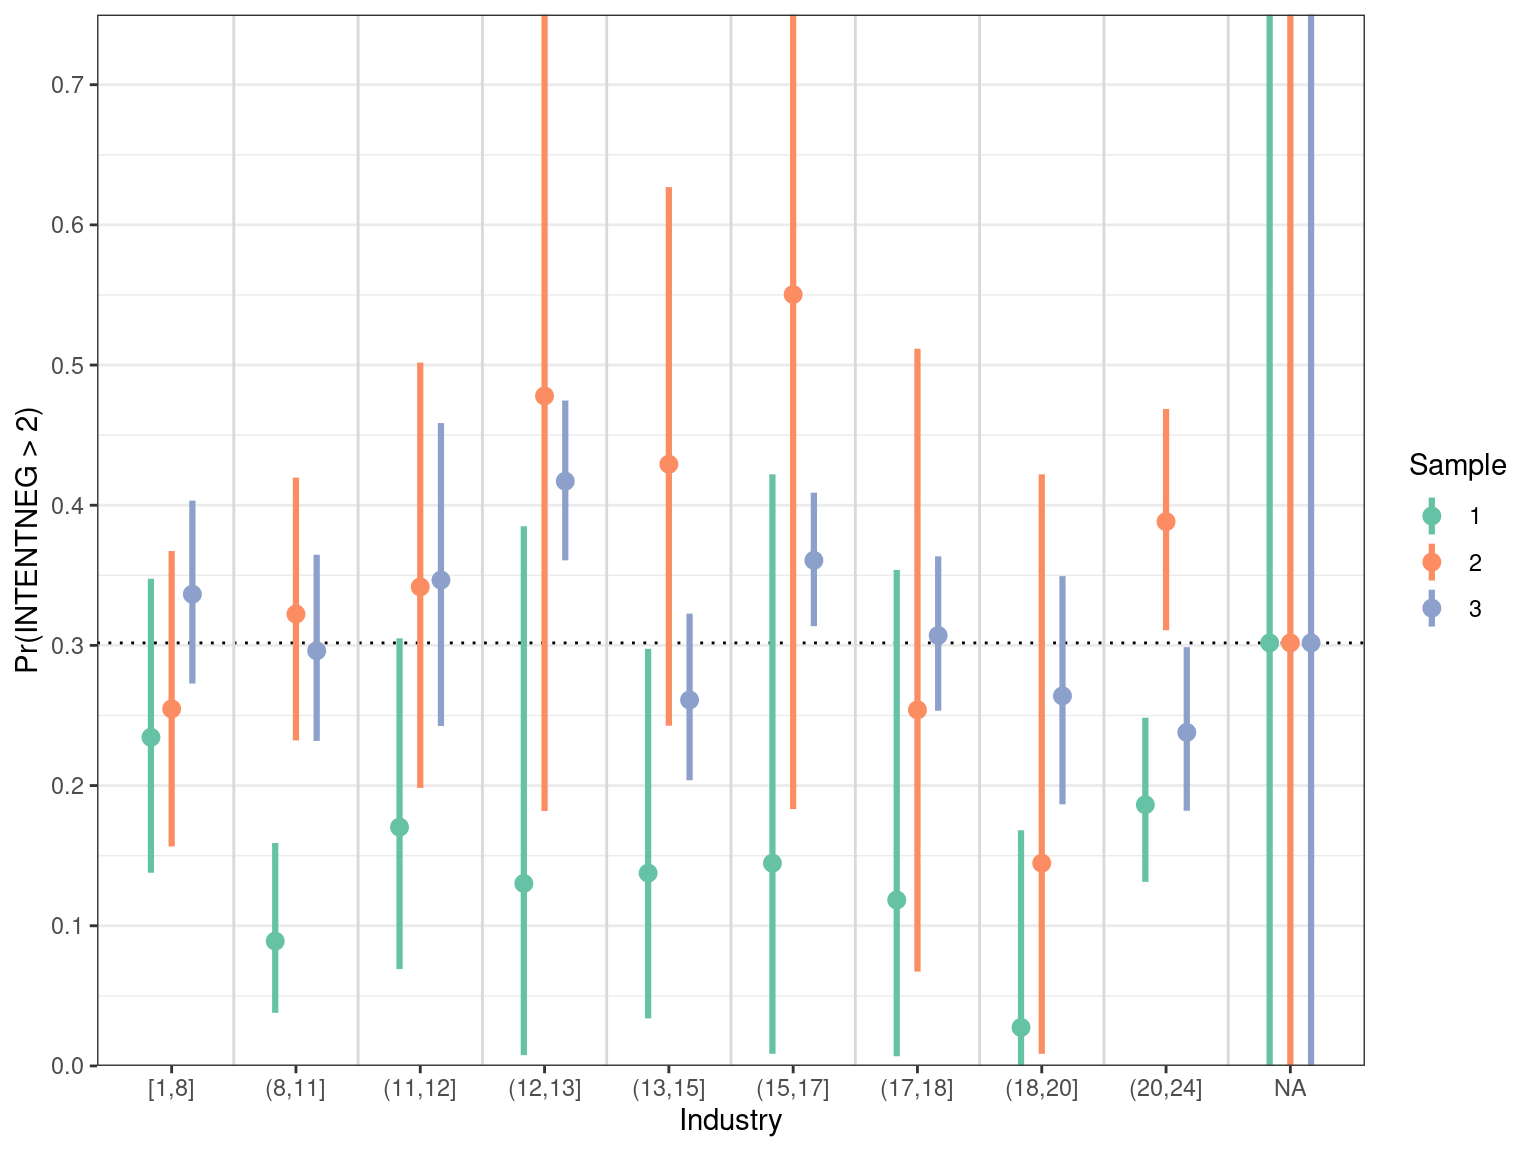 0.7
0.6
0.5
0.4
0.3
0.2
0.1
0.0
Pr(INTENTNEG > 2)
[1,8] (8,11] (11,12] (12,13] (13,15] (15,17] (17,18] (18,20] (20,24] NA
Industry
Sample
1
2
3